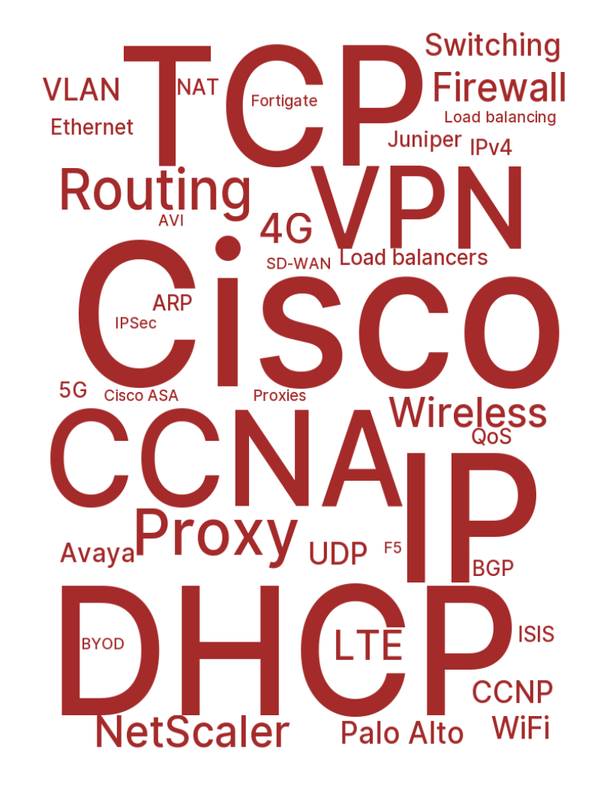 Switching
TCP
VLAN
NAT
Firewall
Fortigate
Load balancing
Ethernet
Juniper
IPv4
Routing
VPN
AVI
4G
Load balancers
SD-WAN
Cisco
ARP
IPSec
5G
Cisco ASA
Proxies
Wireless
QoS
CCNA
IP
Proxy
Avaya
UDP
F5
BGP
DHCP
BYOD
LTE
ISIS
CCNP
NetScaler
Palo Alto
WiFi